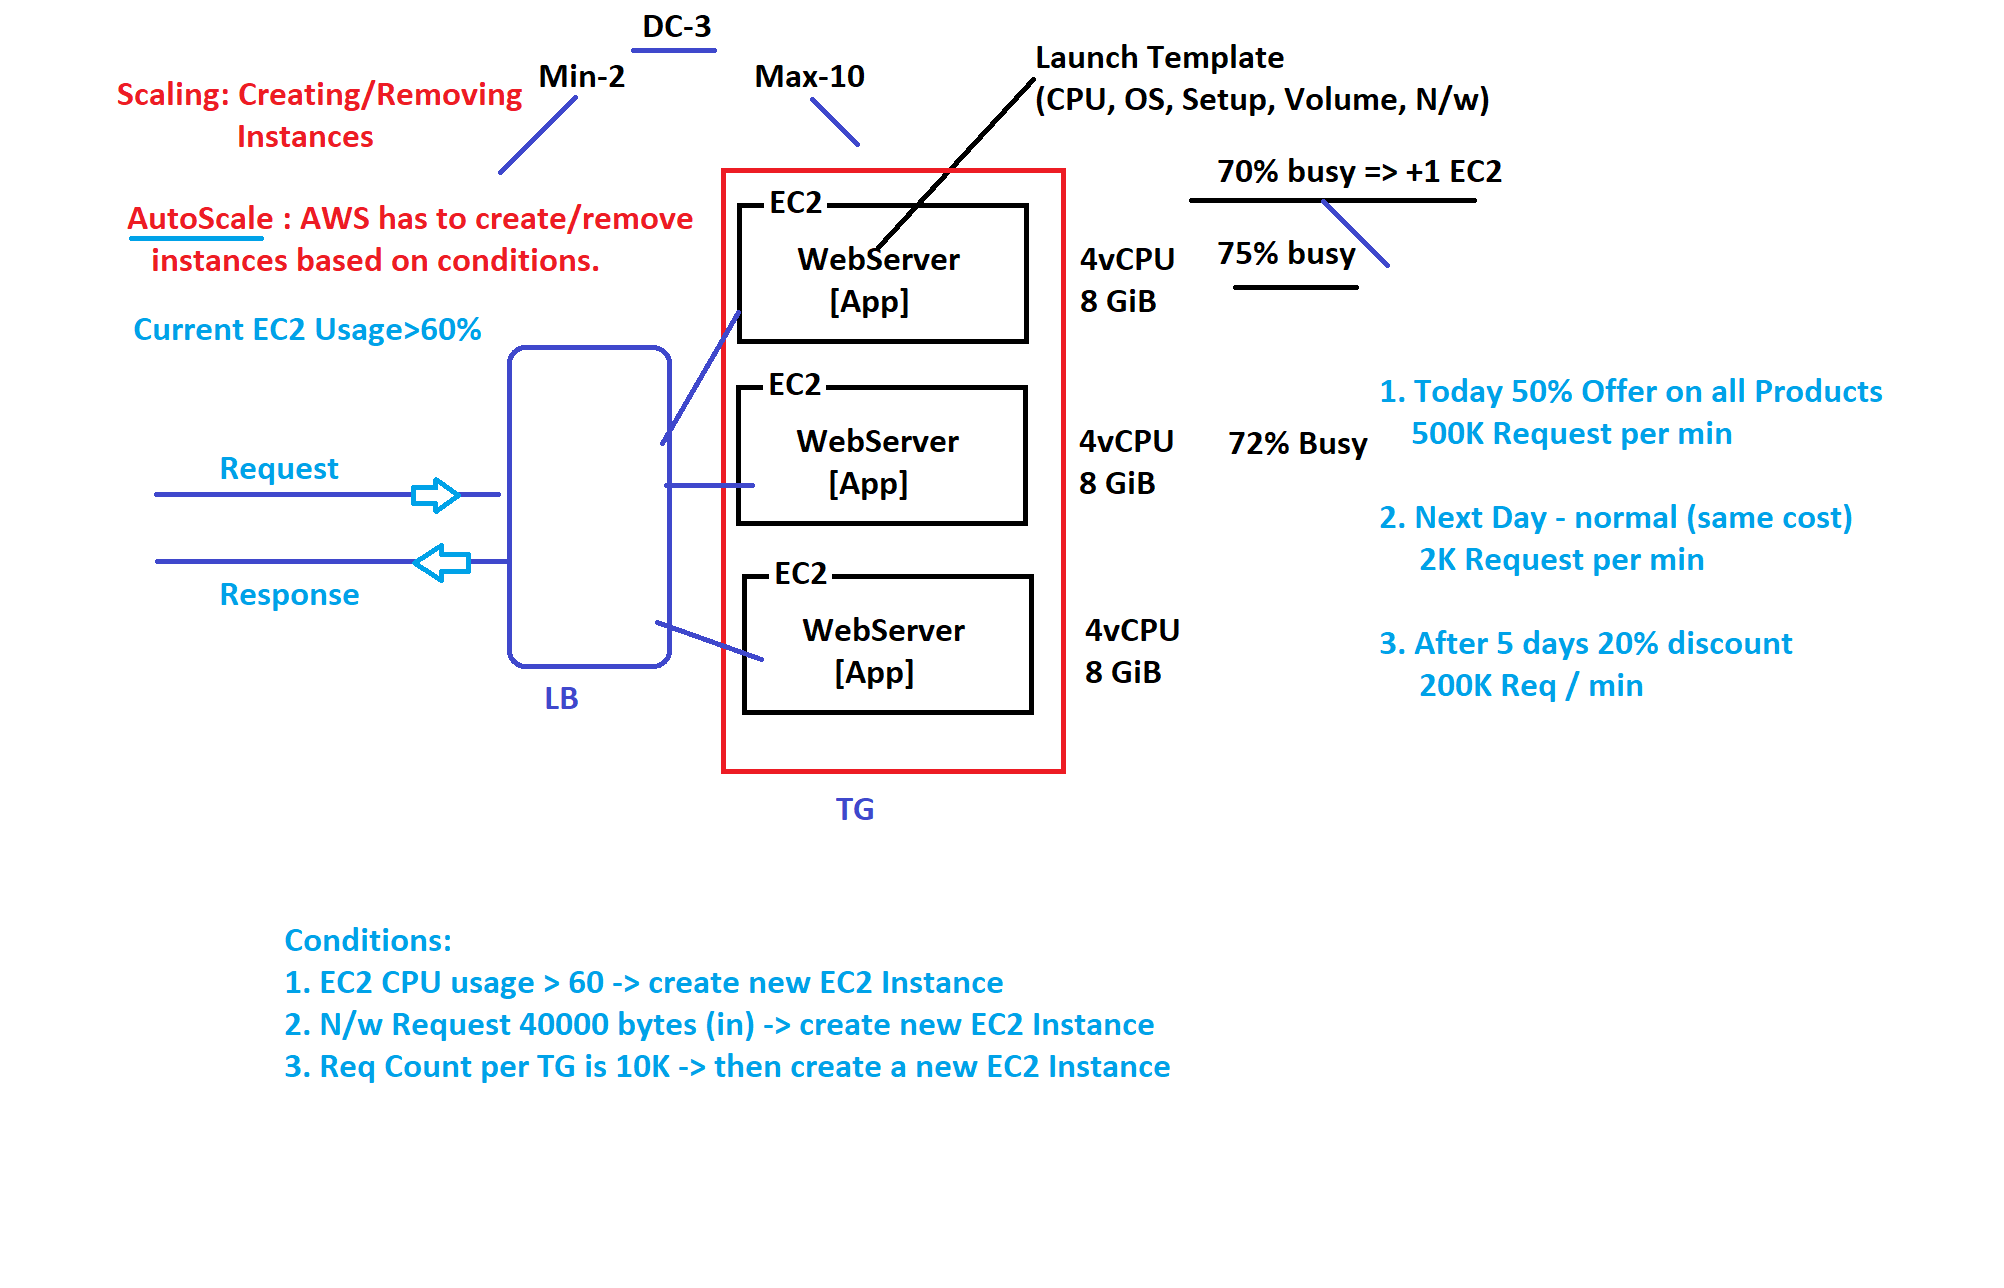 DC-3
Min-2
Max-10
Launch Template
(CPU, OS, Setup, Volume, N/w)
Scaling: Creating/Removing
Instances
70% busy => +1 EC2
AutoScale : AWS has to create/remove
instances based on conditions.
75% busy
Current EC2 Usage>60%
EC2
WebServer
[App]
4vCPU
8 GiB
EC2
WebServer
[App]
4vCPU
8 GiB
72% Busy
EC2
WebServer
[App]
4vCPU
8 GiB
Request
Response
LB
TG
1. Today 50% Offer on all Products
500K Request per min
2. Next Day - normal (same cost)
2K Request per min
3. After 5 days 20% discount
200K Req / min
Conditions:
1. EC2 CPU usage > 60 -> create new EC2 Instance
2. N/w Request 40000 bytes (in) -> create new EC2 Instance
3. Req Count per TG is 10K -> then create a new EC2 Instance